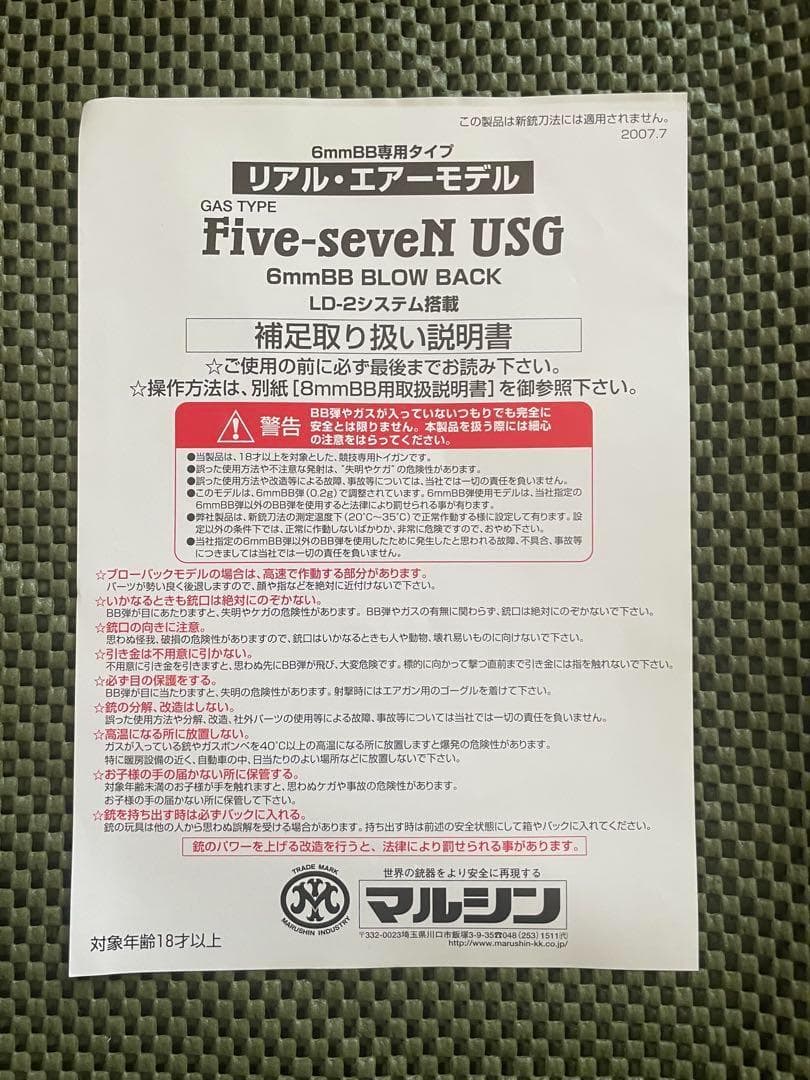 この製品は新銃刀法には適用されません。
2007.7
6mmBB専用タイプ
リアル・エアーモデル
GAS TYPE
Five-seveN USG
6mmBB BLOW BACK
LD-2システム搭載
補足取り扱い説明書
☆ご使用の前に必ず最後までお読み下さい。
☆操作方法は、別紙[8mmBB用取扱説明書]を御参照下さい。
警告
BB弾やガスが入っていないつもりでも完全に
安全とは限りません。本製品を扱う際には細心
の注意をはらってください。
●当製品は、18才以上を対象とした、競技専用トイガンです。
●誤った使用方法や不注意な発射は、“失明やケガ”の危険性があります。
●誤った使用方法や改造等による故障、事故等については、当社では一切の責任を負いません。
●このモデルは、6mmBB弾(0.2g)で調整されています。6mmBB弾使用モデルは、当社指定の
6mmBB弾以外のBB弾を使用すると法律により罰せられる事が有ります。
●弊社製品は、新銃刀法の測定温度下(20℃〜35℃)で正常作動する様に設定して有ります。設
定以外の条件下では、正常に作動しないばかりか、非常に危険ですので、おやめ下さい。
●当社指定の6mmBB弾以外のBB弾を使用したために発生したと思われる故障、不具合、事故等
につきましては当社では一切の責任を負いません。
☆ブローバックモデルの場合は、高速で作動する部分があります。
パーツが勢い良く後退しますので、顔や指などを絶対に近付けないで下さい。
☆いかなるときも銃口は絶対にのぞかない。
BB弾が目にあたりますと、失明やケガの危険性があります。BB弾やガスの有無に関わらず、銃口は絶対にのぞかないで下さい。
☆銃口の向きに注意。
思わぬ怪我、破損の危険性がありますので、銃口はいかなるときも人や動物、壊れ易いものに向けないで下さい。
☆引き金は不用意に引かない。
不用意に引き金を引きますと、思わぬ先にBB弾が飛び、大変危険です。標的に向かって撃つ直前まで引き金には指を触れないで下さい。
☆必ず目の保護をする。
BB弾が目に当たりますと、失明の危険性があります。射撃時にはエアガン用のゴーグルを着けて下さい。
☆銃の分解、改造はしない。
誤った使用方法や分解、改造、社外パーツの使用等による故障、事故等については当社では一切の責任を負いません。
☆高温になる所に放置しない。
ガスが入っている銃やガスボンベを40℃以上の高温になる所に放置しますと爆発の危険性があります。
特に暖房設備の近く、自動車の中、日当たりのよい場所などに放置しないで下さい。
☆お子様の手の届かない所に保管する。
対象年齢未満のお子様が手を触れますと、思わぬケガや事故の危険性があります。
お子様の手の届かない所に保管して下さい。
☆銃を持ち出す時は必ずバックに入れる。
銃の玩具は他の人から思わぬ誤解を受ける場合があります。持ち出す時は前述の安全状態にして箱やバックに入れてください。
銃のパワーを上げる改造を行うと、法律により罰せられる事があります。
対象年齢18才以上
TRADE MARK
MARUSHIN INDUSTRY
世界の銃器をより安全に再現する
マルシン
〒332-0023埼玉県川口市飯塚3-9-35☎048(253)1511㈹
http://www.marushin-kk.co.jp/